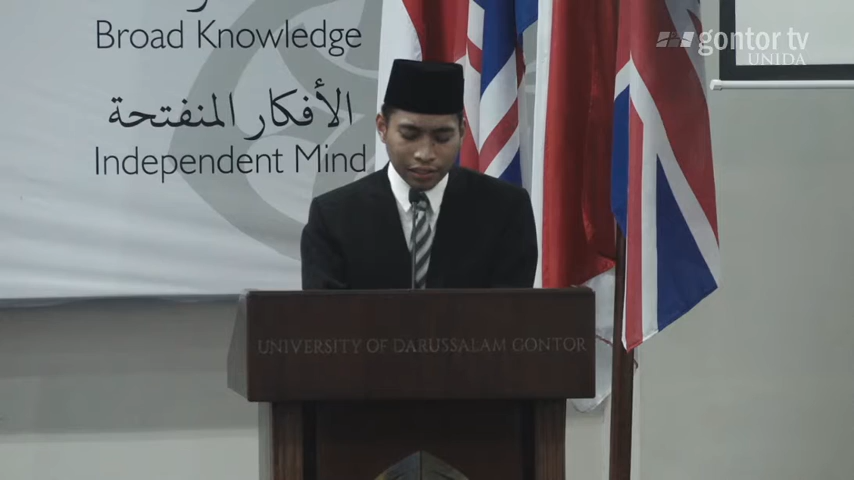 Broad Knowledge
الأفكار المنفتحة
Independent Mind
gontor tv
UNIDA
UNIVERSITY OF DARUSSALAM GONTOR